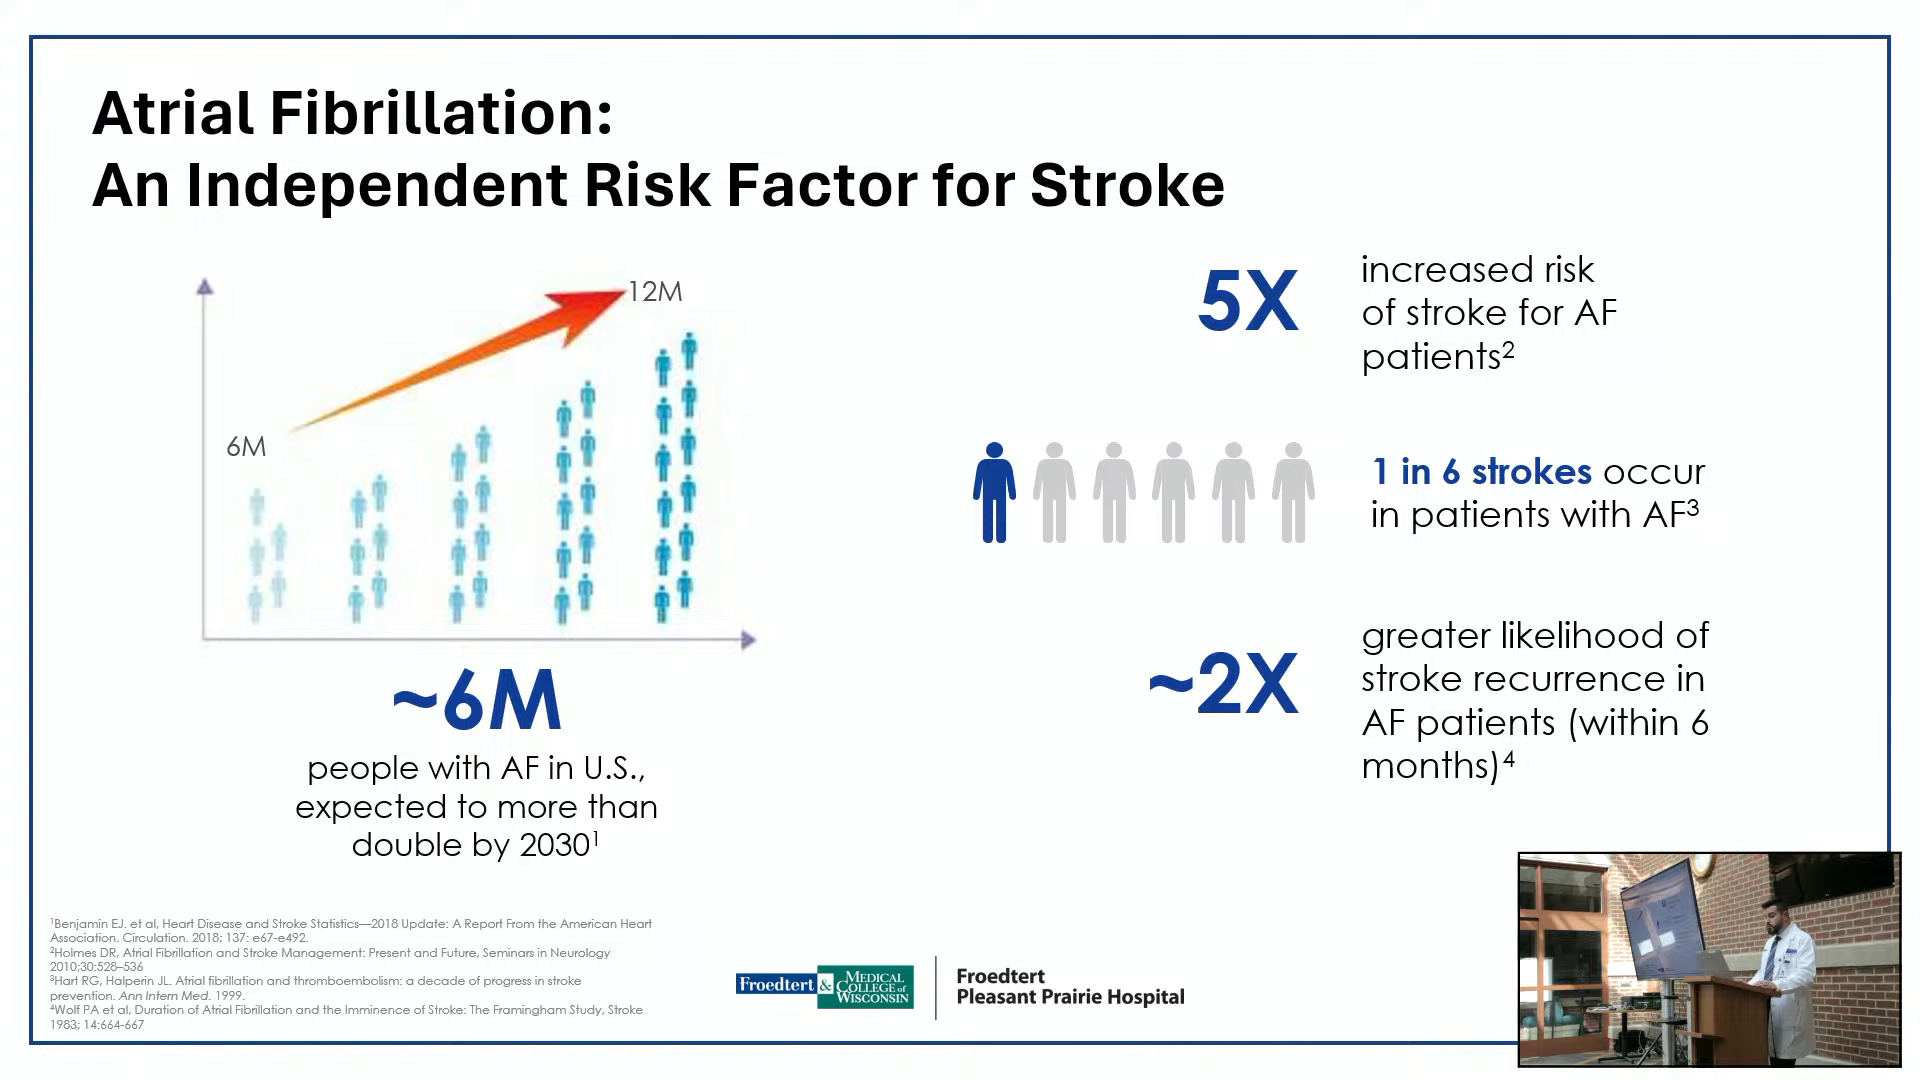 Atrial Fibrillation:
An Independent Risk Factor for Stroke
12M
6M
~6M
people with AF in U.S.,
expected to more than
double by 2030¹
5X
increased risk
of stroke for AF
patients²
1 in 6 strokes occur
in patients with AF³
~2X
greater likelihood of
stroke recurrence in
AF patients (within 6
months)⁴
¹Benjamin EJ. et al, Heart Disease and Stroke Statistics—2018 Update: A Report From the American Heart
Association. Circulation. 2018; 137: e67-e492.
²Holmes DR, Atrial Fibrillation and Stroke Management: Present and Future, Seminars in Neurology
2010;30:528–536
³Hart RG, Halperin JL. Atrial fibrillation and thromboembolism: a decade of progress in stroke
prevention. Ann Intern Med. 1999.
⁴Wolf PA et al, Duration of Atrial Fibrillation and the Imminence of Stroke: The Framingham Study, Stroke
1983; 14:664-667
Froedtert & MEDICAL
COLLEGE of
WISCONSIN
Froedtert
Pleasant Prairie Hospital